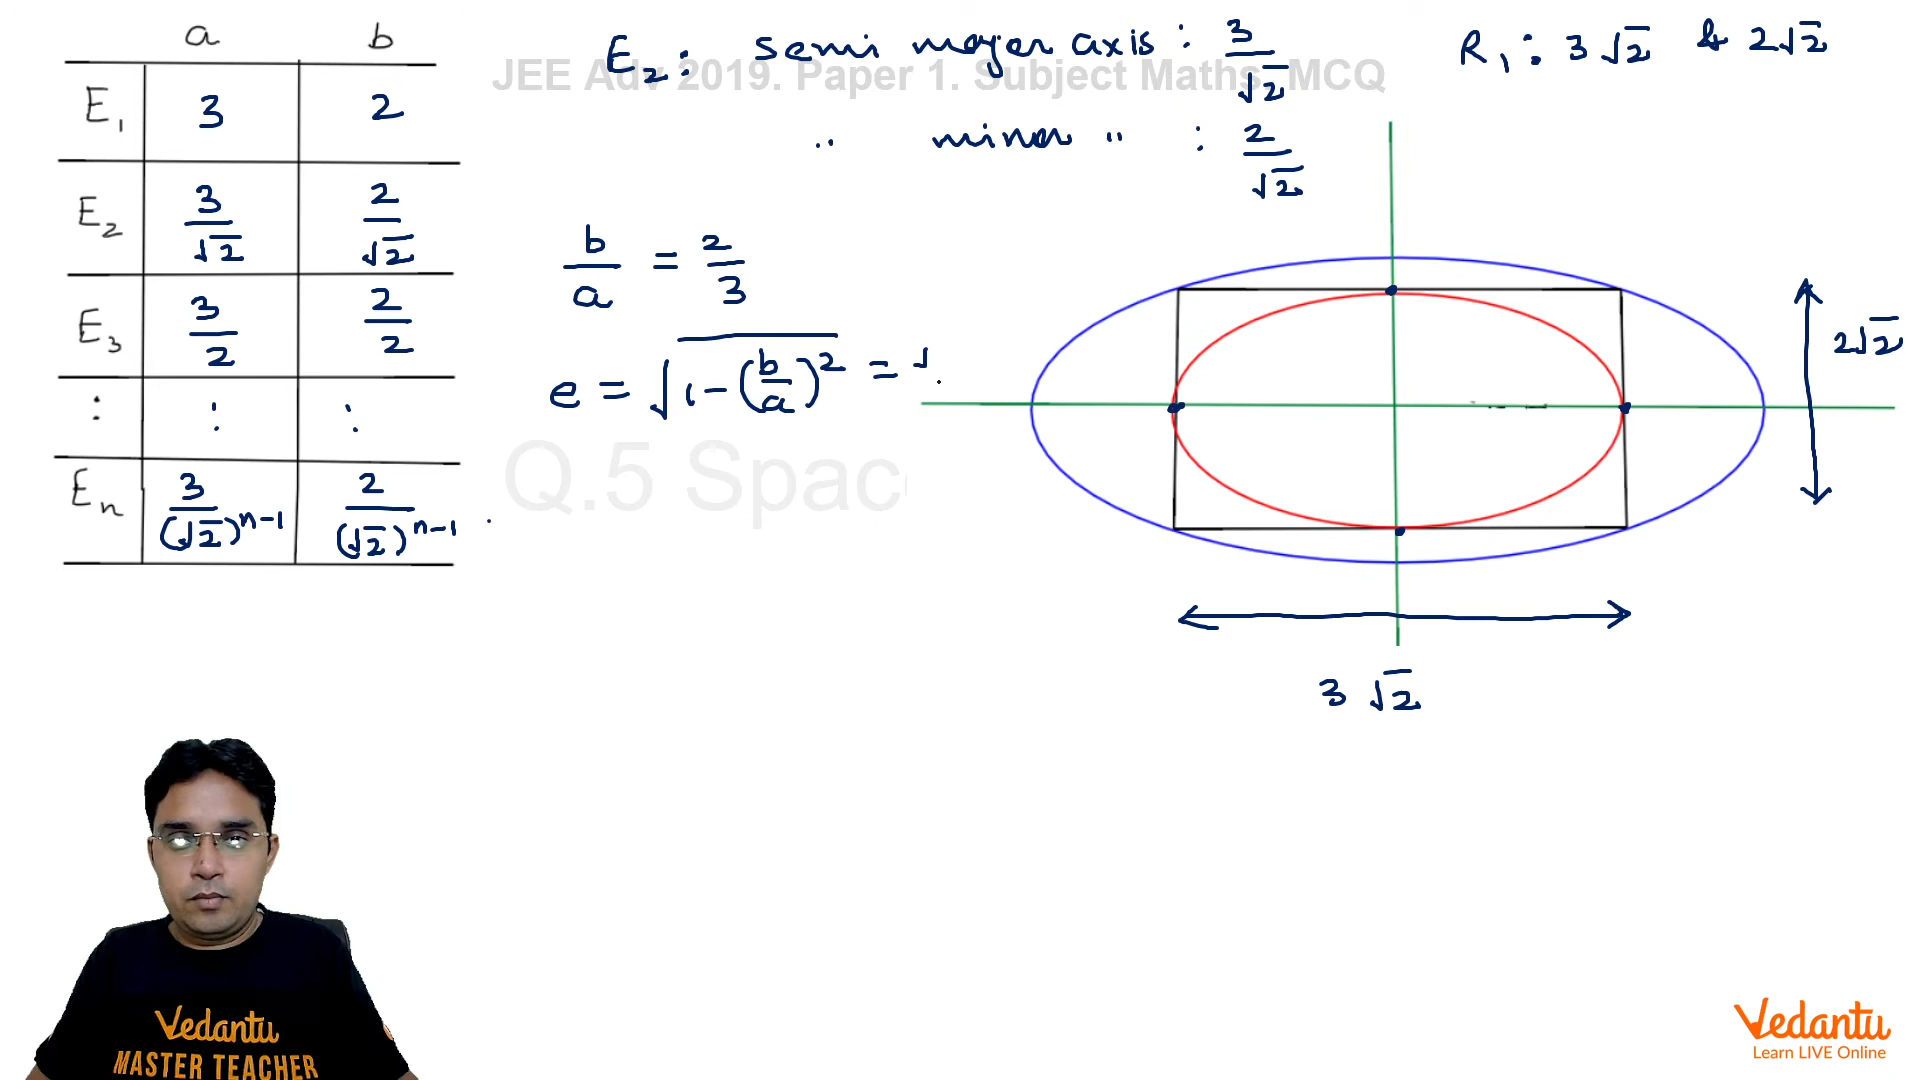 a b
E₁ 3 2
E₂ 3/√2 2/√2
E₃ 3/2 2/2
⋮ ⋮ ⋮
Eₙ 3/(√2)ⁿ⁻¹ 2/(√2)ⁿ⁻¹
E₂ : semi major axis : 3/√2
" minor " : 2/√2
R₁ : 3√2 & 2√2
JEE Adv 2019. Paper 1. Subject Maths. MCQ
b/a = 2/3
e = √(1 - (b/a)²) = √
Q.5 Spac
2√2
3√2
Vedantu
MASTER TEACHER
Vedantu
Learn LIVE Online